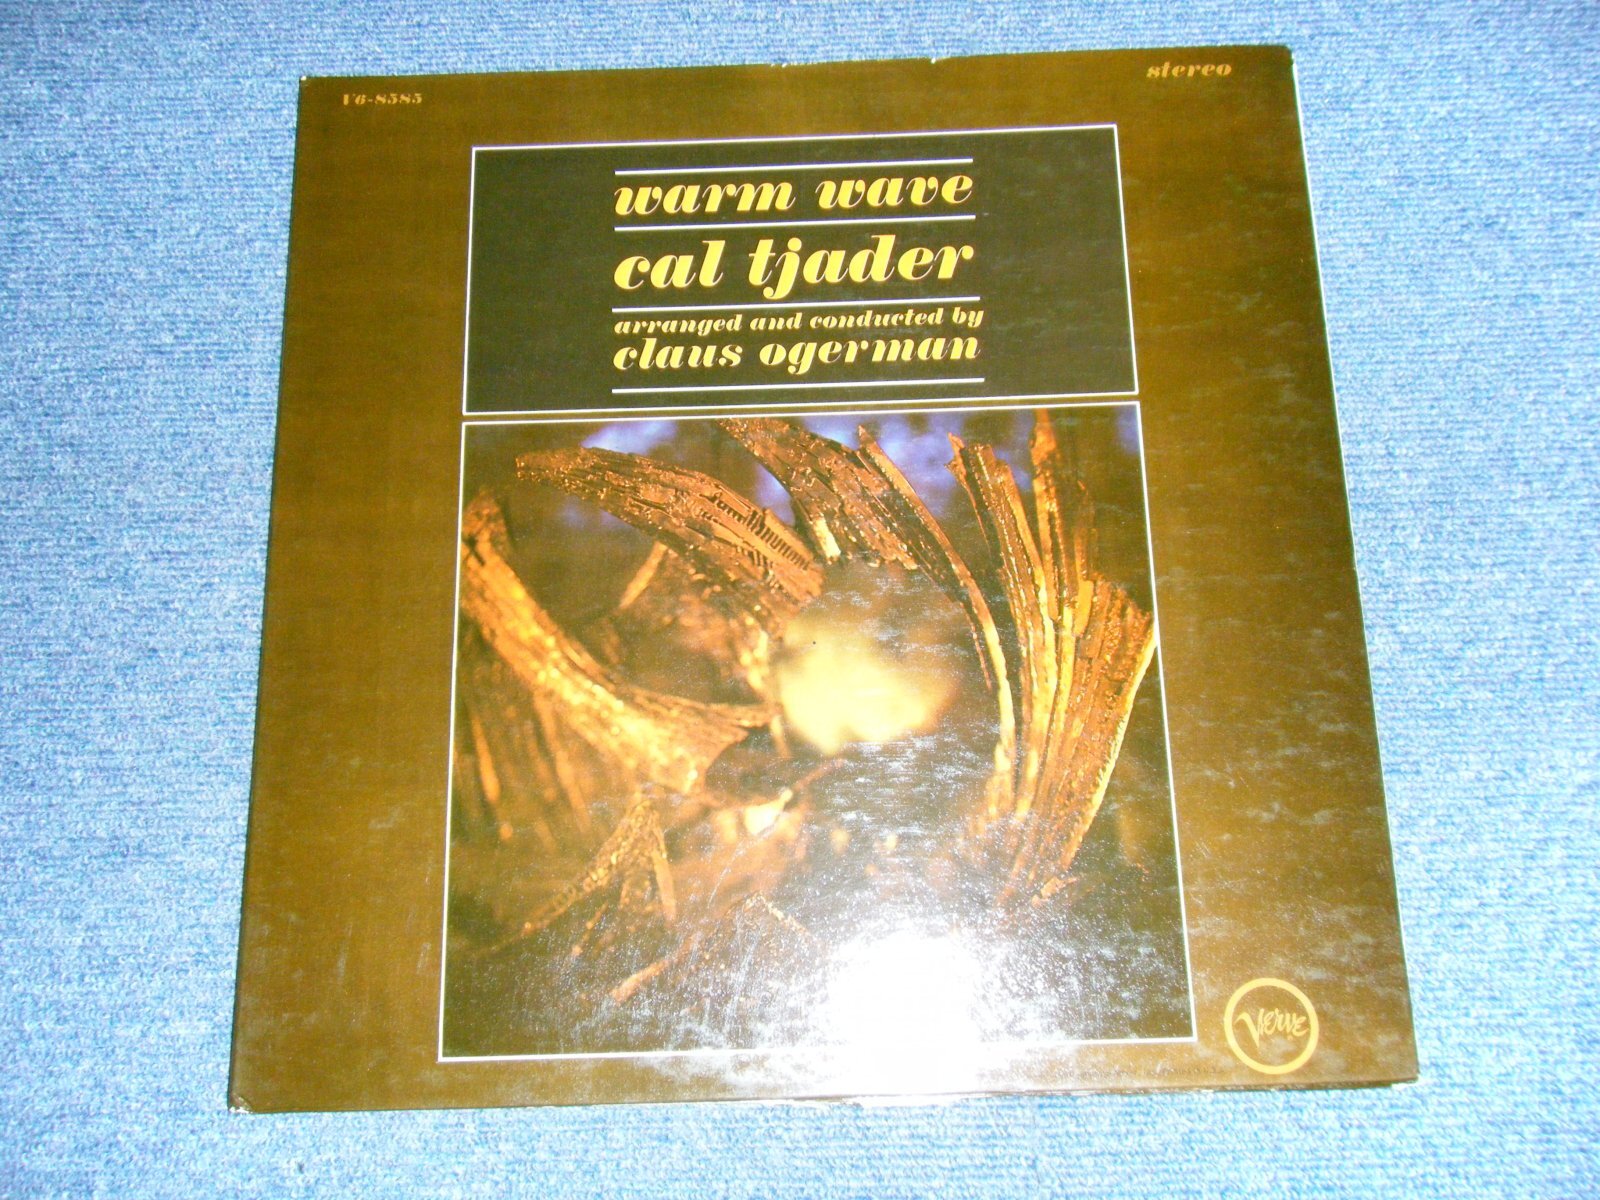 V6-8585
stereo
warm wave
cal tjader
arranged and conducted by
claus ogerman
Verve